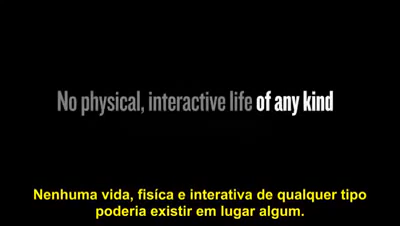 No physical, interactive life of any kind
Nenhuma vida, fisíca e interativa de qualquer tipo
poderia existir em lugar algum.